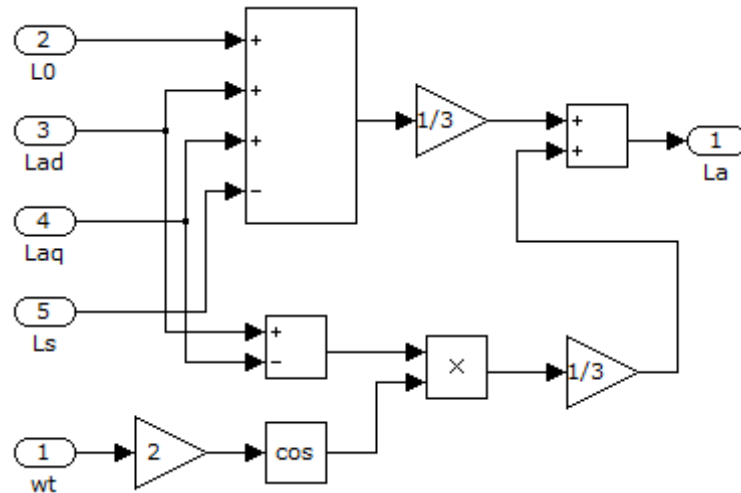 2
L0
+
3
Lad
+
1/3
+
1
La
+
+
4
Laq
−
5
Ls
+
−
×
1/3
1
wt
2
cos